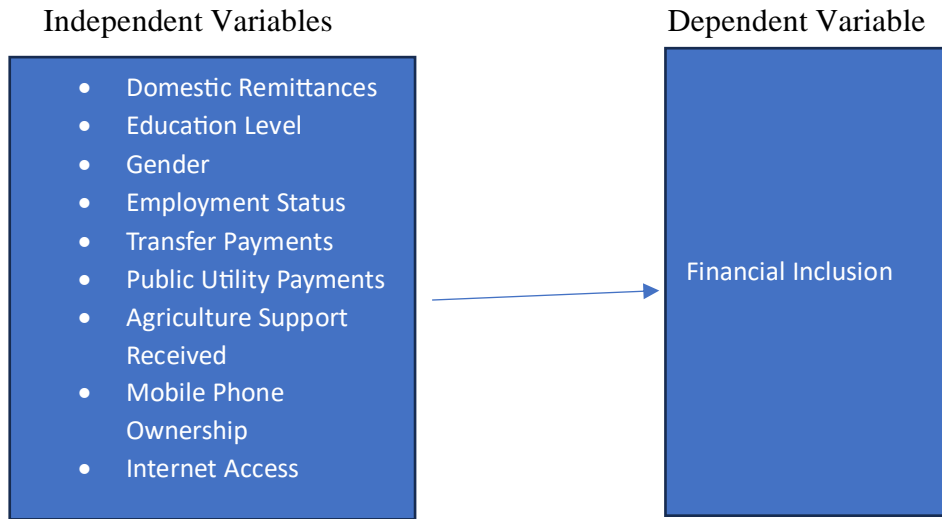 Independent Variables
Dependent Variable
• Domestic Remittances
• Education Level
• Gender
• Employment Status
• Transfer Payments
• Public Utility Payments
• Agriculture Support
Received
• Mobile Phone
Ownership
• Internet Access
Financial Inclusion